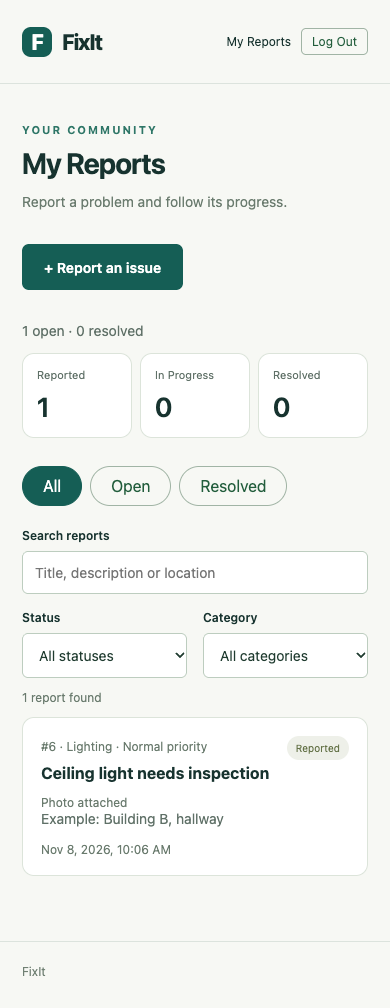 F FixIt
My Reports
Log Out
YOUR COMMUNITY
My Reports
Report a problem and follow its progress.
+ Report an issue
1 open · 0 resolved
Reported
1
In Progress
0
Resolved
0
All
Open
Resolved
Search reports
Title, description or location
Status
Category
All statuses
All categories
1 report found
#6 · Lighting · Normal priority
Reported
Ceiling light needs inspection
Photo attached
Example: Building B, hallway
Nov 8, 2026, 10:06 AM
FixIt